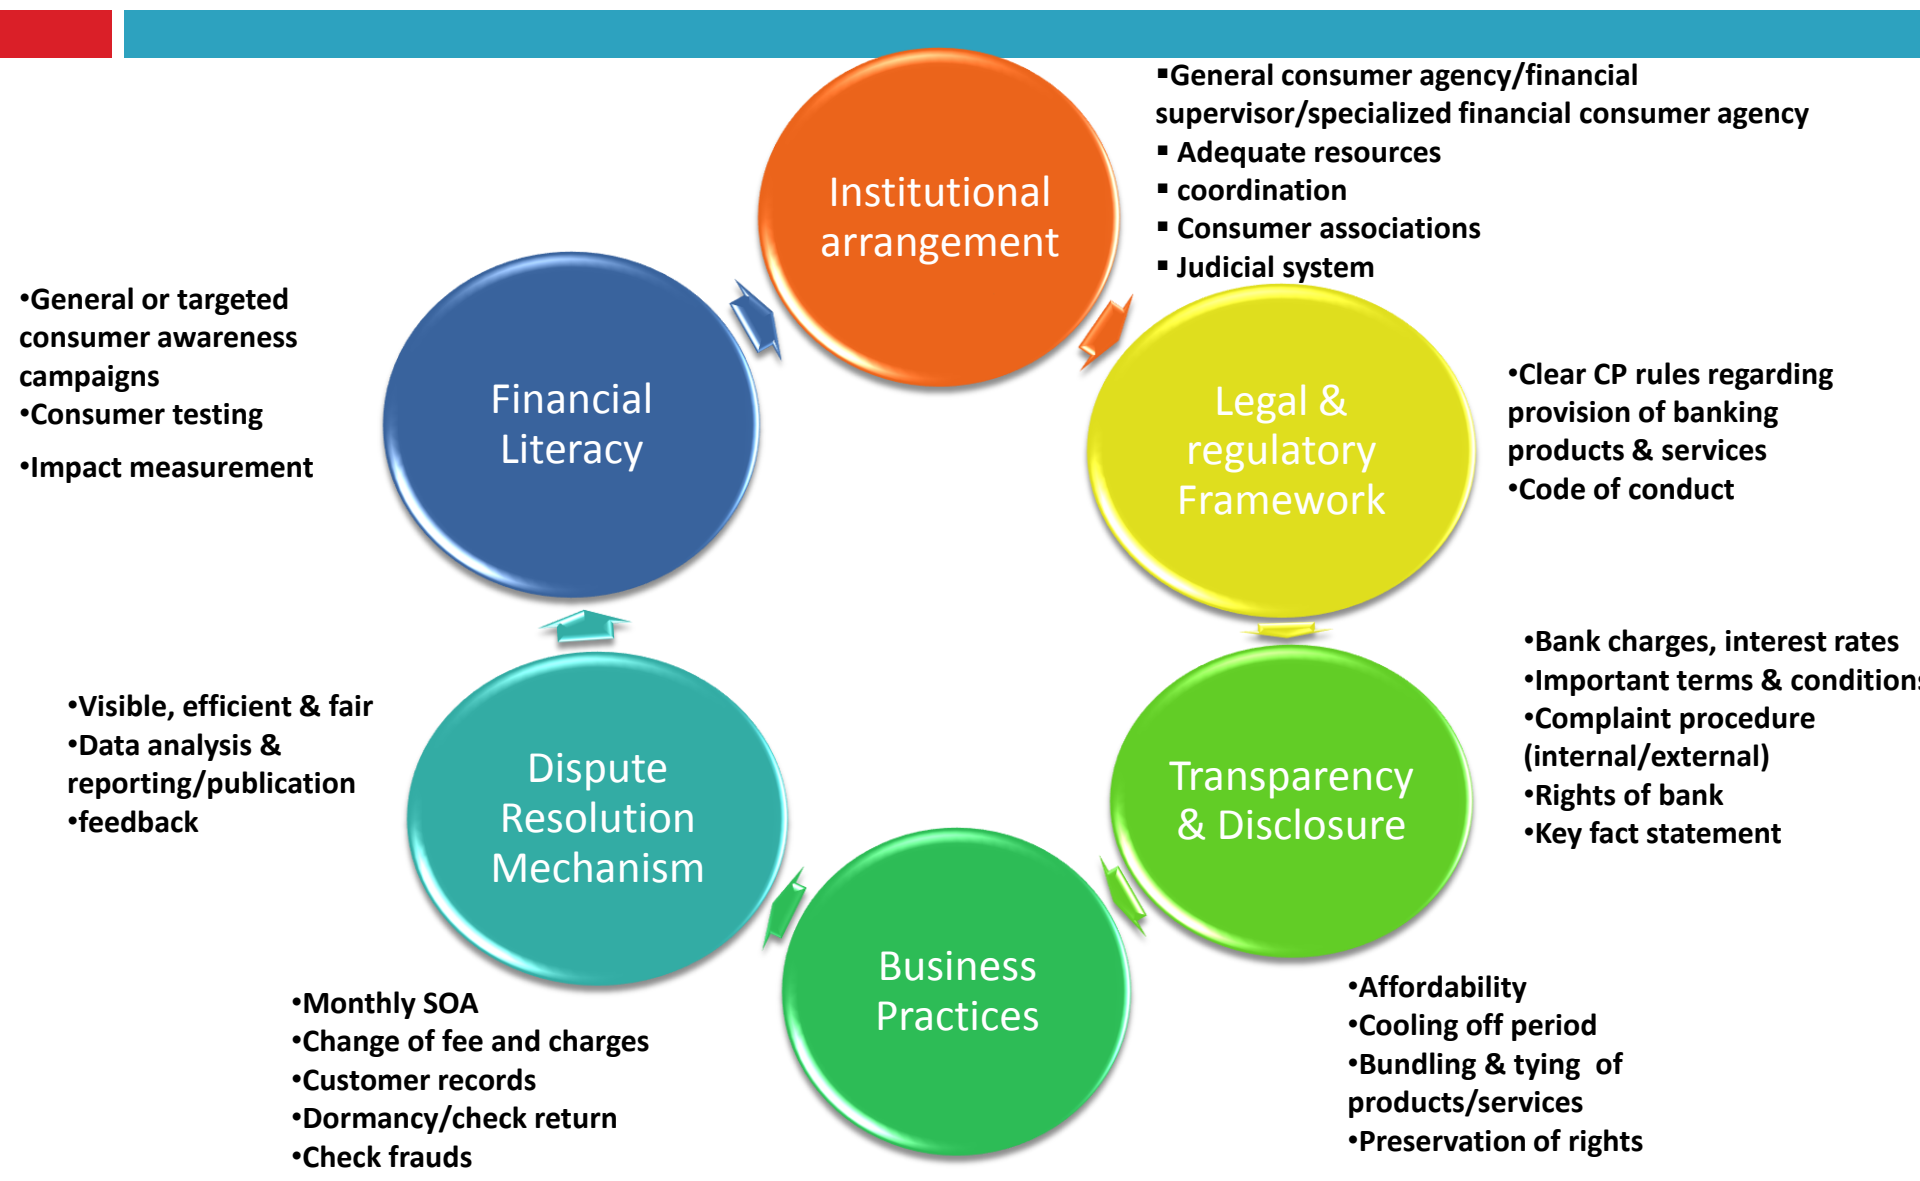 Institutional
arrangement
▪General consumer agency/financial
supervisor/specialized financial consumer agency
▪ Adequate resources
▪ coordination
▪ Consumer associations
▪ Judicial system
Legal &
regulatory
Framework
•Clear CP rules regarding
provision of banking
products & services
•Code of conduct
Transparency
& Disclosure
•Bank charges, interest rates
•Important terms & conditions
•Complaint procedure
(internal/external)
•Rights of bank
•Key fact statement
Business
Practices
•Affordability
•Cooling off period
•Bundling & tying  of
products/services
•Preservation of rights
•Monthly SOA
•Change of fee and charges
•Customer records
•Dormancy/check return
•Check frauds
Dispute
Resolution
Mechanism
•Visible, efficient & fair
•Data analysis &
reporting/publication
•feedback
Financial
Literacy
•General or targeted
consumer awareness
campaigns
•Consumer testing
•Impact measurement